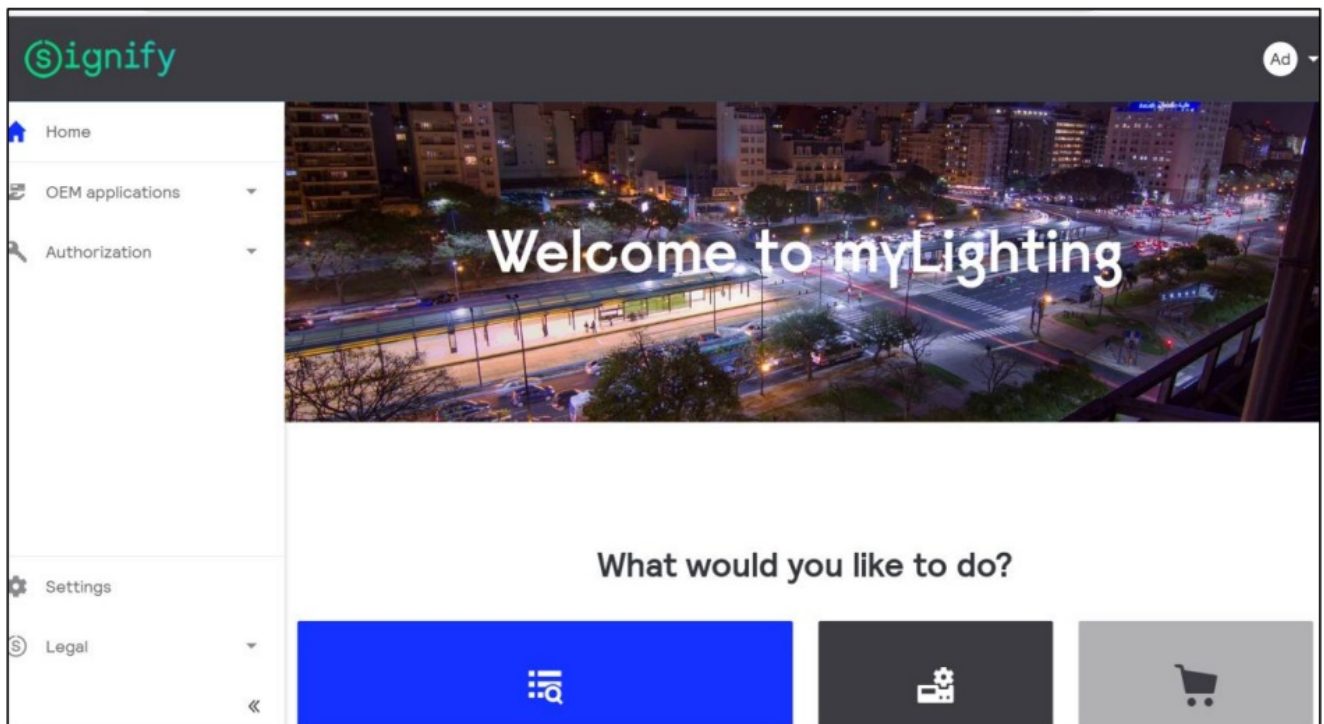 Signify
Ad
Home
OEM applications
Authorization
Welcome to myLighting
What would you like to do?
Settings
Legal